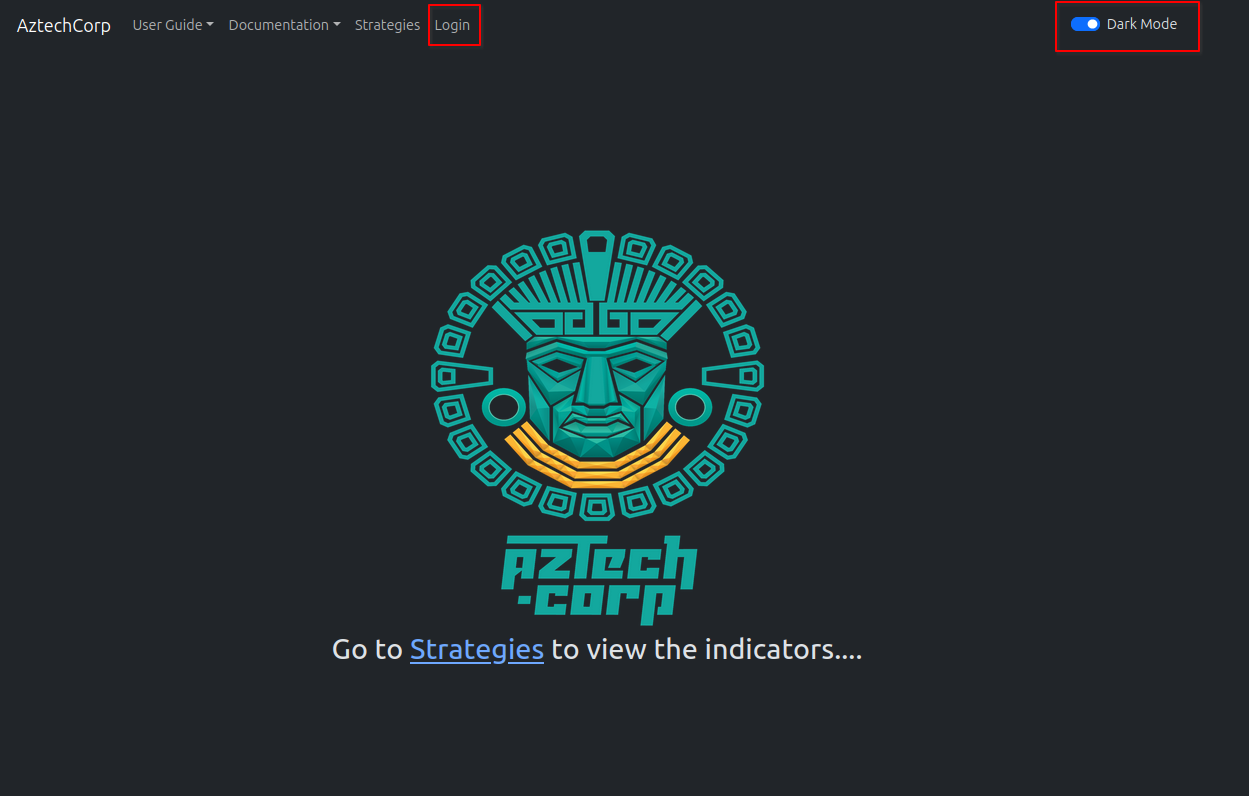 AztechCorp User Guide Documentation Strategies Login Dark Mode
azTech
-corp
Go to Strategies to view the indicators....